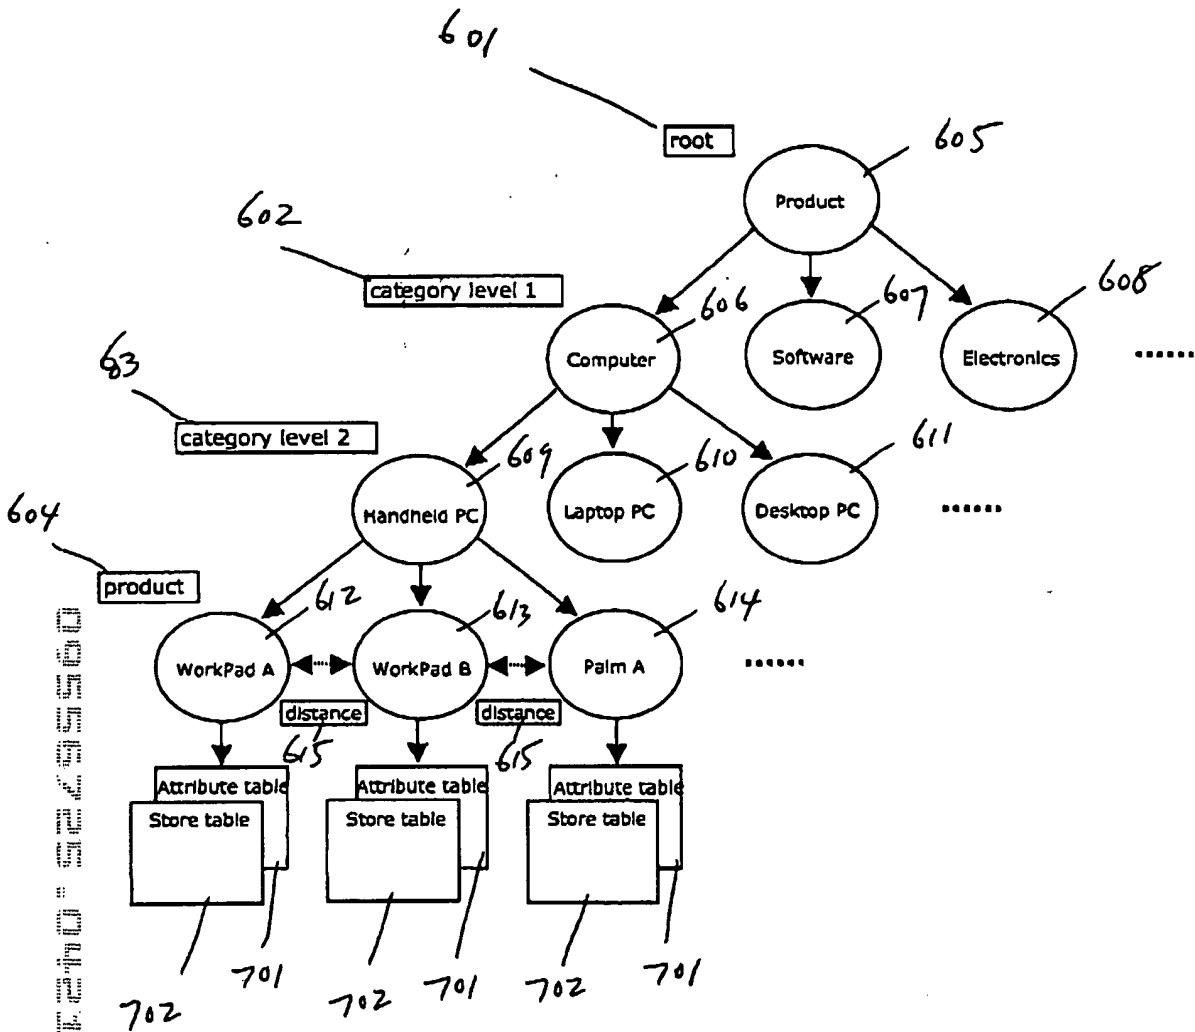 601
root
605
Product
602
category level 1
606
607
608
Computer
Software
Electronics
......
63
category level 2
609
610
611
Handheld PC
Laptop PC
Desktop PC
......
604
product
612
613
614
WorkPad A
WorkPad B
Palm A
......
distance
distance
615
615
Attribute table
Attribute table
Attribute table
Store table
Store table
Store table
702
701
702
701
702
701